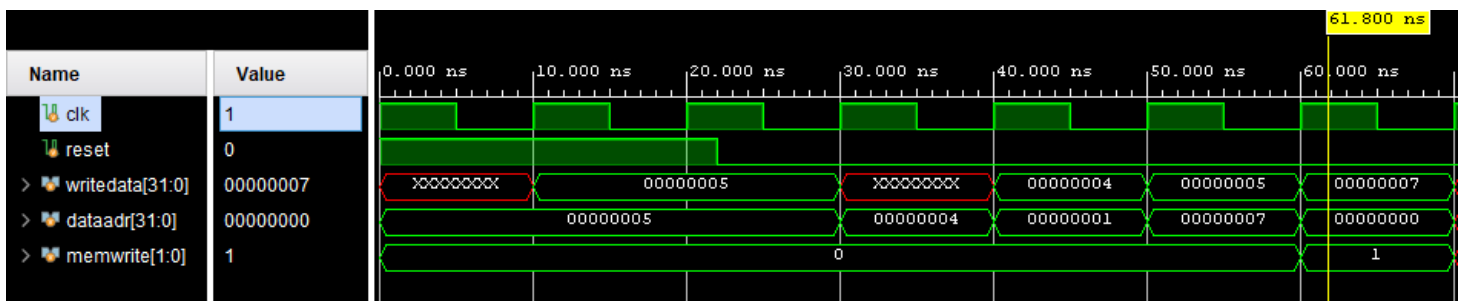 61.800 ns
Name Value 0.000 ns 10.000 ns 20.000 ns 30.000 ns 40.000 ns 50.000 ns 60.000 ns
clk 1
reset 0
writedata[31:0] 00000007 XXXXXXXX 00000005 XXXXXXXX 00000004 00000005 00000007
dataadr[31:0] 00000000 00000005 00000004 00000001 00000007 00000000
memwrite[1:0] 1 0 1